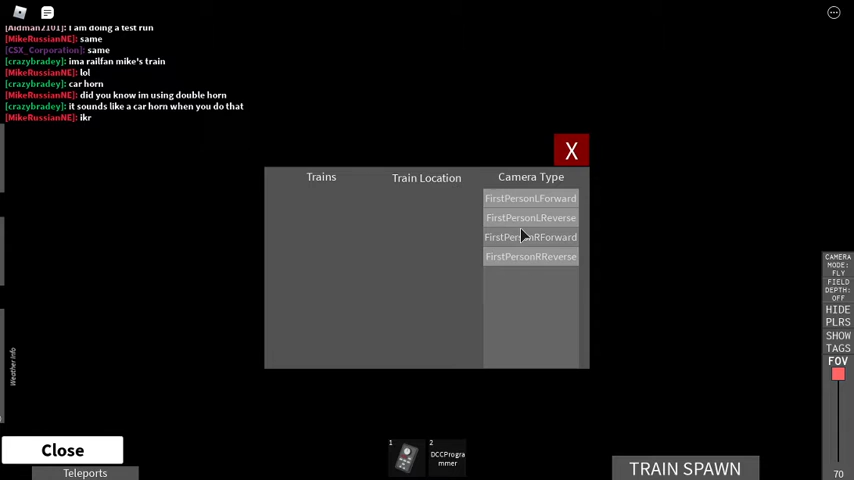 [Aidman2101]: I am doing a test run
[MikeRussianNE]: same
[CSX_Corporation]: same
[crazybradey]: ima railfan mike's train
[MikeRussianNE]: lol
[crazybradey]: car horn
[MikeRussianNE]: did you know im using double horn
[crazybradey]: it sounds like a car horn when you do that
[MikeRussianNE]: ikr
X
Trains
Train Location
Camera Type
FirstPersonLForward
FirstPersonLReverse
FirstPersonRForward
FirstPersonRReverse
CAMERA
MODE:
FLY
FIELD
DEPTH:
OFF
HIDE
PLRS
SHOW
TAGS
FOV
70
Weather Info
Close
Teleports
1
2
DCCProgra
mmer
TRAIN SPAWN